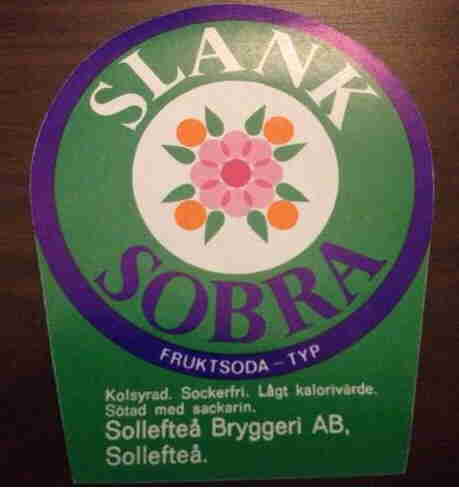 SLANK
SOBRA
FRUKTSODA - TYP
Kolsyrad. Sockerfri. Lågt kalorivärde.
Sötad med sackarin.
Sollefteå Bryggeri AB,
Sollefteå.